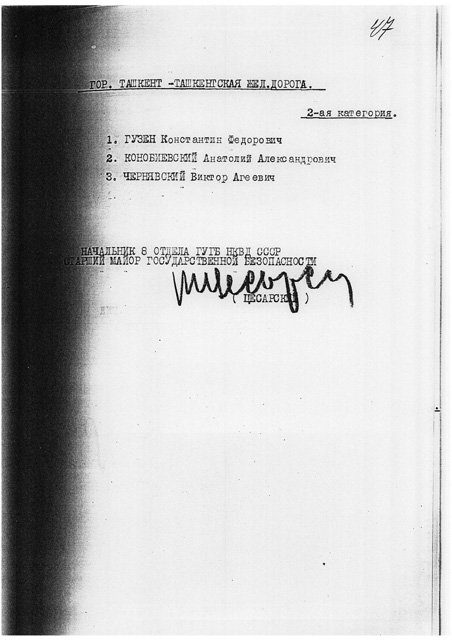 47
ГОР. ТАШКЕНТ -ТАШКЕНТСКАЯ ЖЕЛ.ДОРОГА.
2-ая категория.
1. ГУЗЕН Константин Федорович
2. КОНОБИЕВСКИЙ Анатолий Александрович
3. ЧЕРНЯВСКИЙ Виктор Агеевич
НАЧАЛЬНИК 8 ОТДЕЛА ГУГБ НКВД СССР
СТАРШИЙ МАЙОР ГОСУДАРСТВЕННОЙ БЕЗОПАСНОСТИ
( ЦЕСАРСКИЙ )